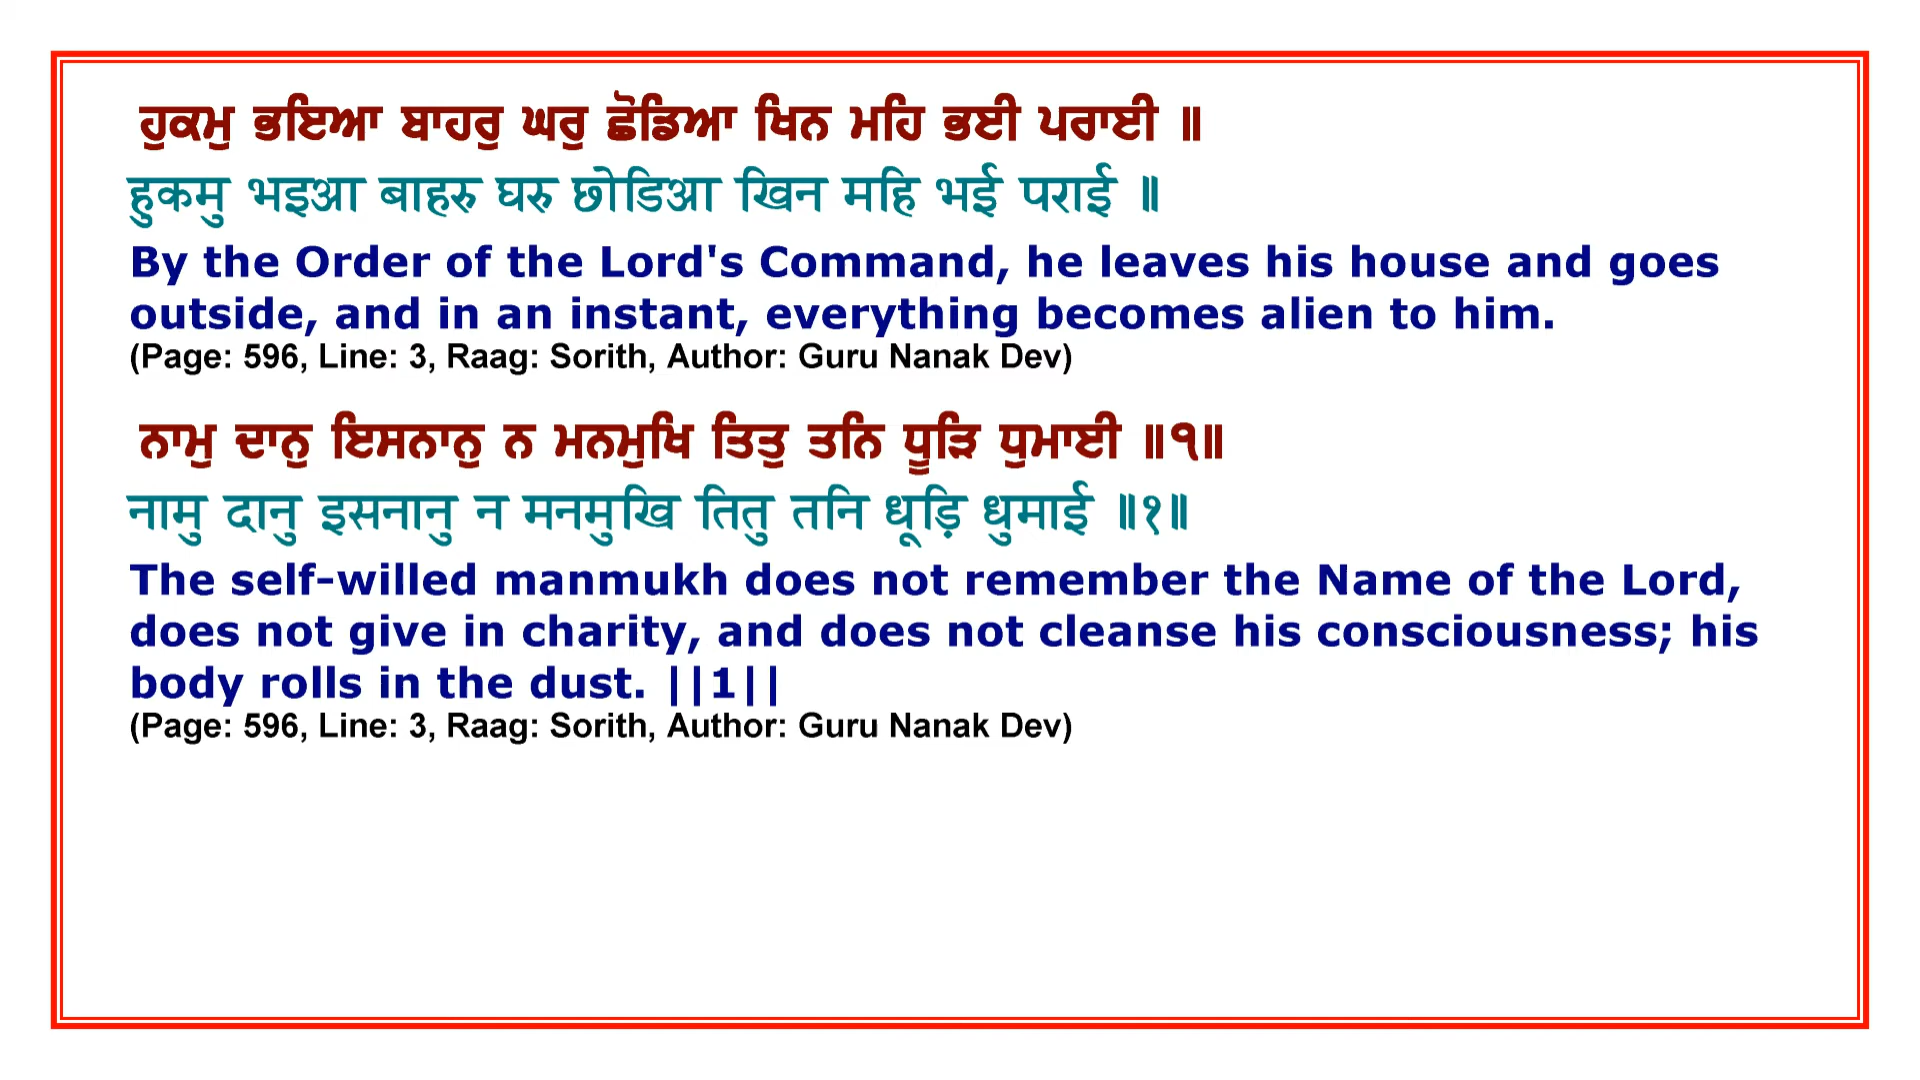 ਹੁਕਮੁ ਭਇਆ ਬਾਹਰੁ ਘਰੁ ਛੋਡਿਆ ਖਿਨ ਮਹਿ ਭਈ ਪਰਾਈ ॥
हुकमु भइआ बाहरु घरु छोडिआ खिन महि भई पराई ॥
By the Order of the Lord's Command, he leaves his house and goes
outside, and in an instant, everything becomes alien to him.
(Page: 596, Line: 3, Raag: Sorith, Author: Guru Nanak Dev)
ਨਾਮੁ ਦਾਨੁ ਇਸਨਾਨੁ ਨ ਮਨਮੁਖਿ ਤਿਤੁ ਤਨਿ ਧੂੜਿ ਧੁਮਾਈ ॥੧॥
नामु दानु इसनानु न मनमुखि तितु तनि धूड़ि धुमाई ॥१॥
The self-willed manmukh does not remember the Name of the Lord,
does not give in charity, and does not cleanse his consciousness; his
body rolls in the dust. ||1||
(Page: 596, Line: 3, Raag: Sorith, Author: Guru Nanak Dev)